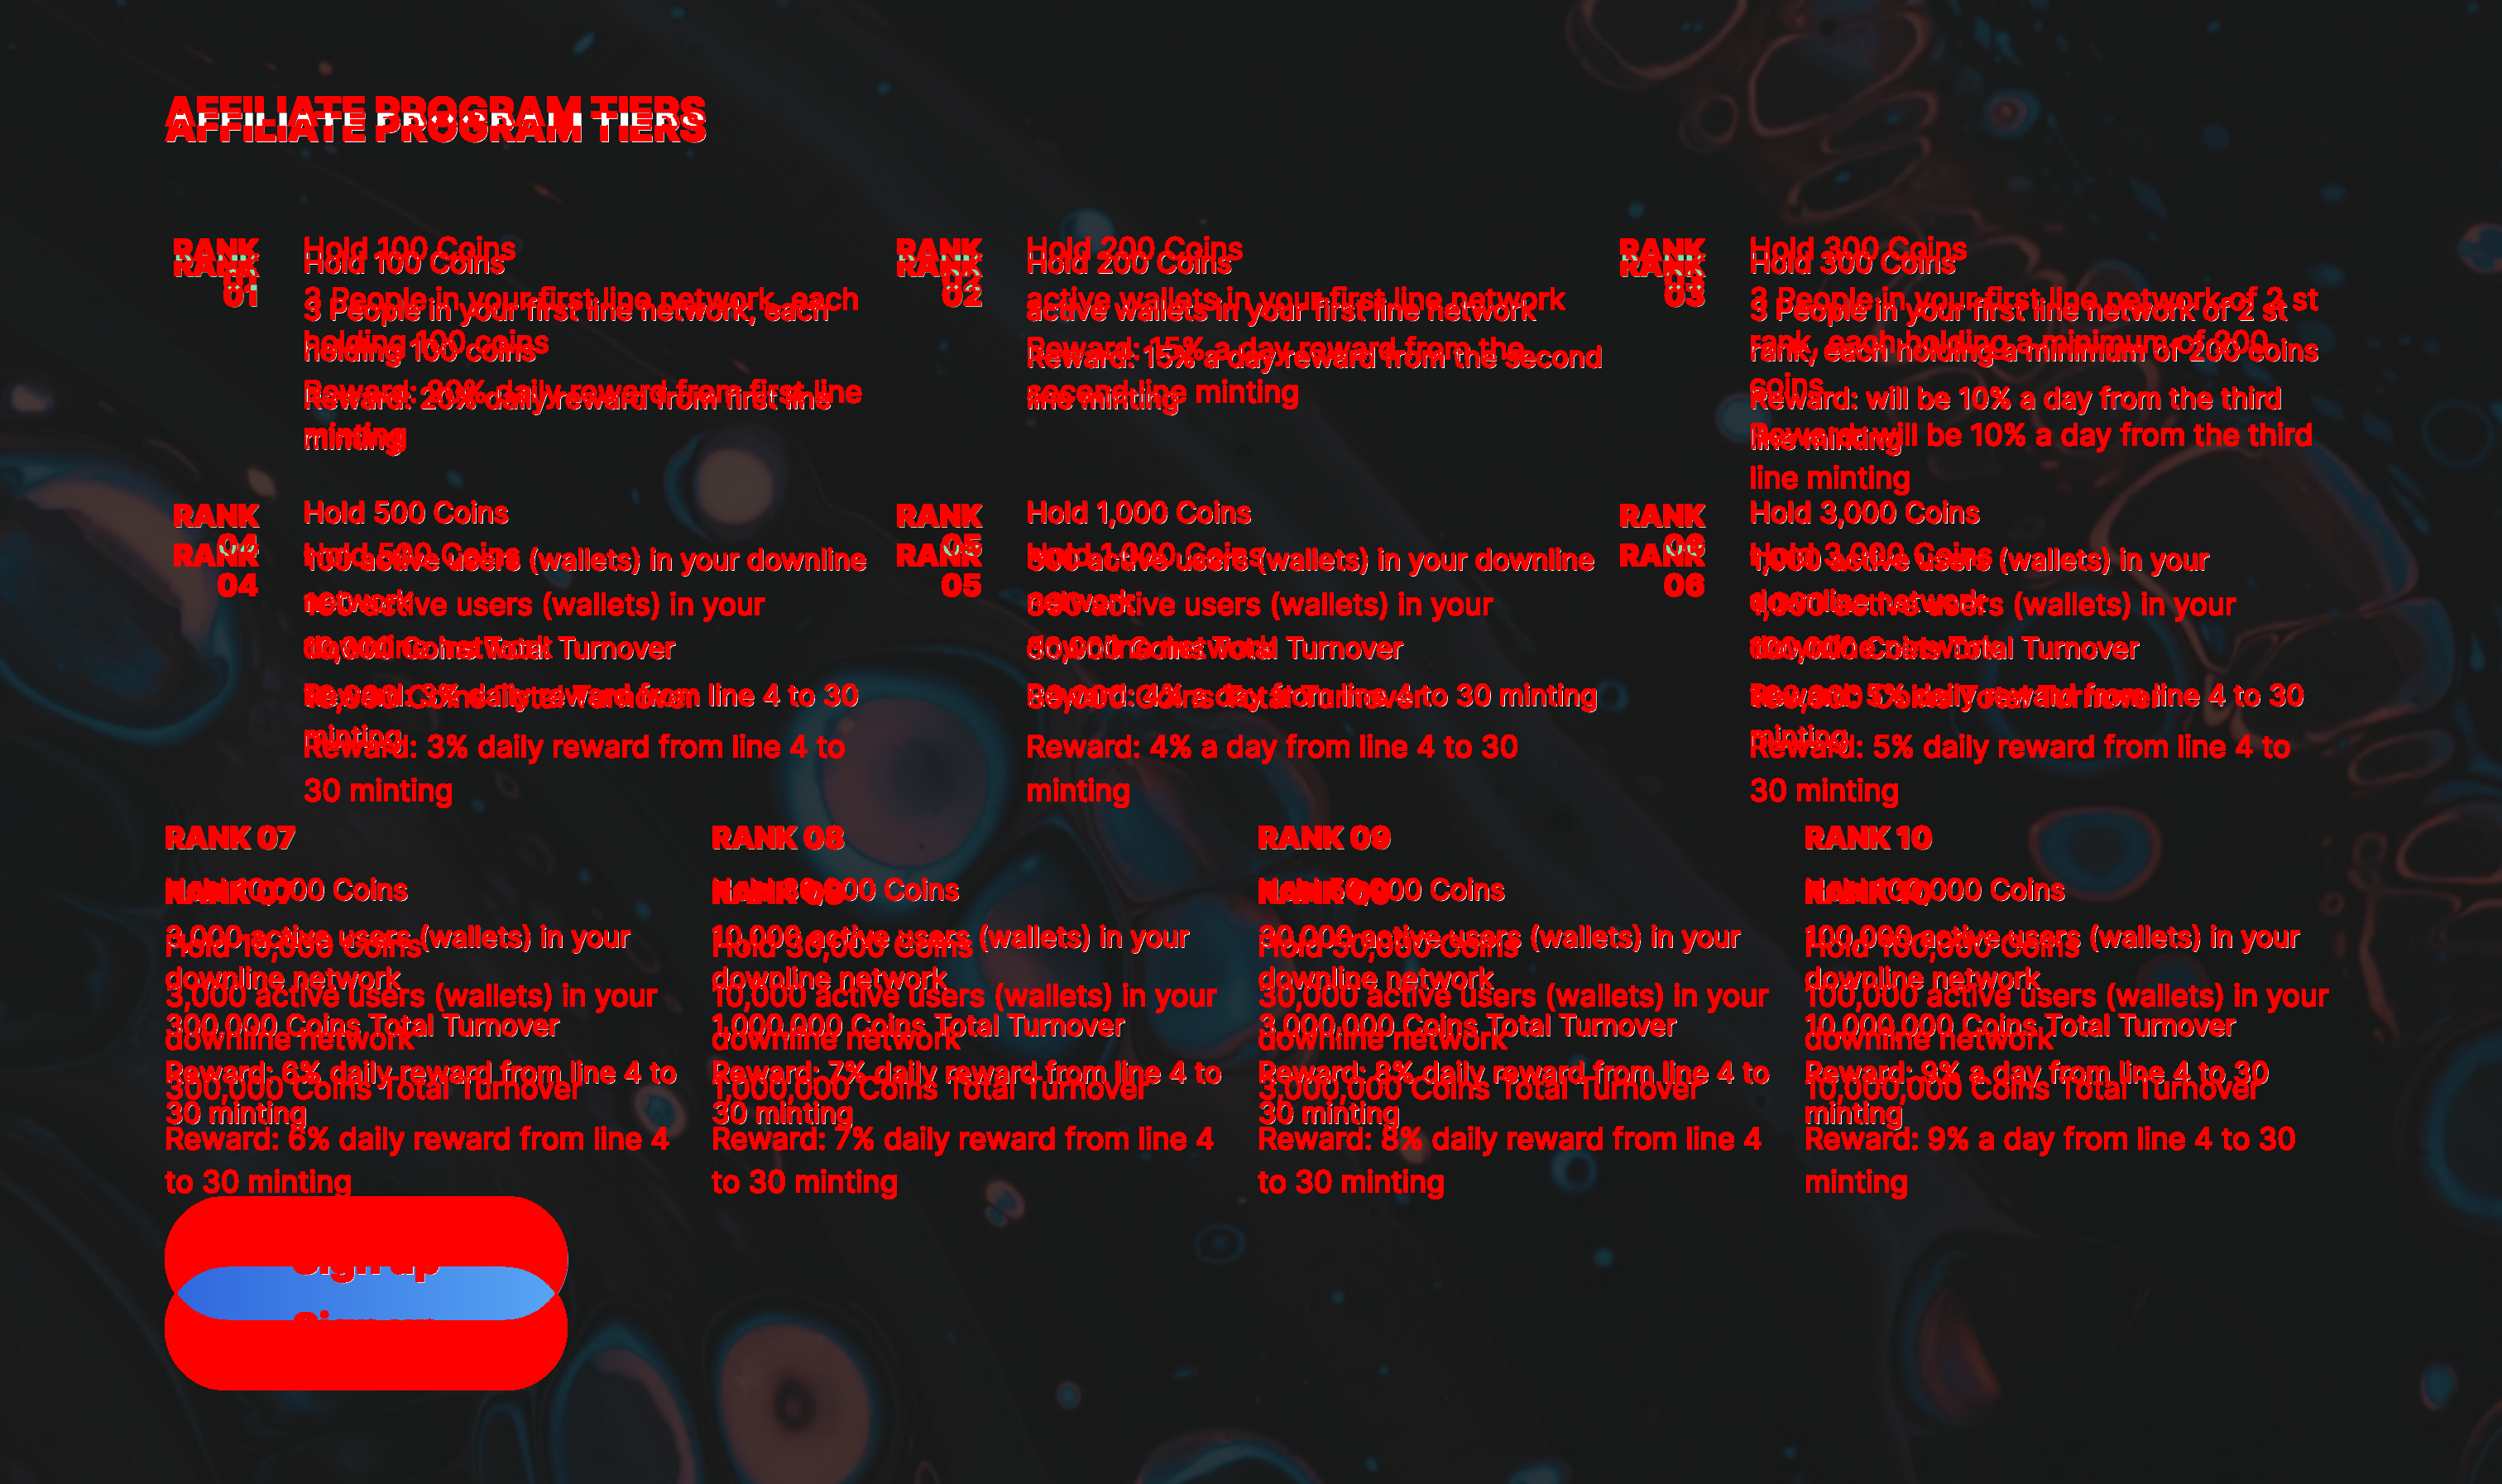 AFFILIATE PROGRAM TIERS
RANK
01
Hold 100 Coins
3 People in your first line network, each
holding 100 coins
Reward: 20% daily reward from first line
minting
RANK
02
Hold 200 Coins
active wallets in your first line network
Reward: 15% a day reward from the second
line minting
RANK
03
Hold 300 Coins
3 People in your first line network of 2 st
rank, each holding a minimum of 200 coins
Reward: will be 10% a day from the third
line minting
RANK
04
Hold 500 Coins
100 active users (wallets) in your downline
network
10,000 Coins Total Turnover
Reward: 3% daily reward from line 4 to 30
minting
RANK
05
Hold 1,000 Coins
active users (wallets) in your downline
network
Coins Total Turnover
Reward: 4% a day from line 4 to 30 minting
RANK
06
Hold 3,000 Coins
1,000 active users (wallets) in your
downline network
100,000 Coins Total Turnover
Reward: 5% daily reward from line 4 to 30
minting
RANK 07
Hold 10,000 Coins
3,000 active users (wallets) in your
downline network
300,000 Coins Total Turnover
Reward: 6% daily reward from line 4 to
30 minting
RANK 08
Hold 30,000 Coins
10,000 active users (wallets) in your
downline network
1,000,000 Coins Total Turnover
Reward: 7% daily reward from line 4 to
30 minting
RANK 09
Hold 50,000 Coins
30,000 active users (wallets) in your
downline network
3,000,000 Coins Total Turnover
Reward: 8% daily reward from line 4 to
30 minting
RANK 10
Hold 100,000 Coins
100,000 active users (wallets) in your
downline network
10,000,000 Coins Total Turnover
Reward: 9% a day from line 4 to 30
minting
Sign up